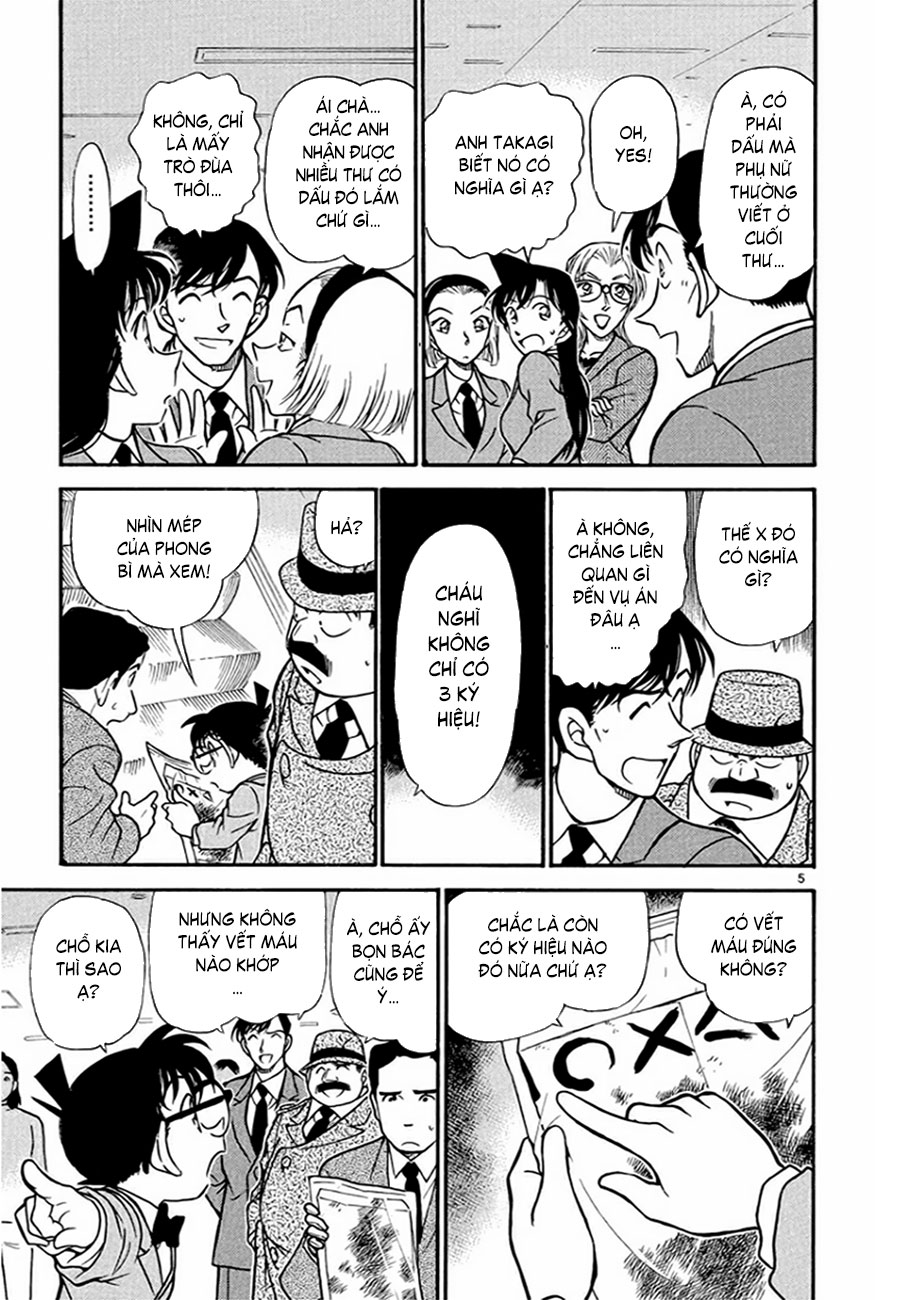 À, CÓ
PHẢI
DẤU MÀ
PHỤ NỮ
THƯỜNG
VIẾT Ở
CUỐI
THƯ...
OH,
YES!
ANH TAKAGI
BIẾT NÓ CÓ
NGHĨA GÌ Ạ?
ÁI CHÀ...
CHẮC ANH
NHẬN ĐƯỢC
NHIỀU THƯ CÓ
DẤU ĐÓ LẮM
CHỨ GÌ...
KHÔNG, CHỈ
LÀ MẤY
TRÒ ĐÙA
THÔI...
.........
THẾ X ĐÓ
CÓ NGHĨA
GÌ?
À KHÔNG,
CHẲNG LIÊN
QUAN GÌ
ĐẾN VỤ ÁN
ĐÂU Ạ
...
CHÁU
NGHĨ
KHÔNG
CHỈ CÓ
3 KÝ
HIỆU!
HẢ?
NHÌN MÉP
CỦA PHONG
BÌ MÀ XEM!
5
CÓ VẾT
MÁU ĐÚNG
KHÔNG?
CHẮC LÀ CÒN
CÓ KÝ HIỆU NÀO
ĐÓ NỮA CHỨ Ạ?
À, CHỖ ẤY
BỌN BÁC
CŨNG ĐỂ
Ý...
NHƯNG KHÔNG
THẤY VẾT MÁU
NÀO KHỚP
...
CHỖ KIA
THÌ SAO
Ạ?